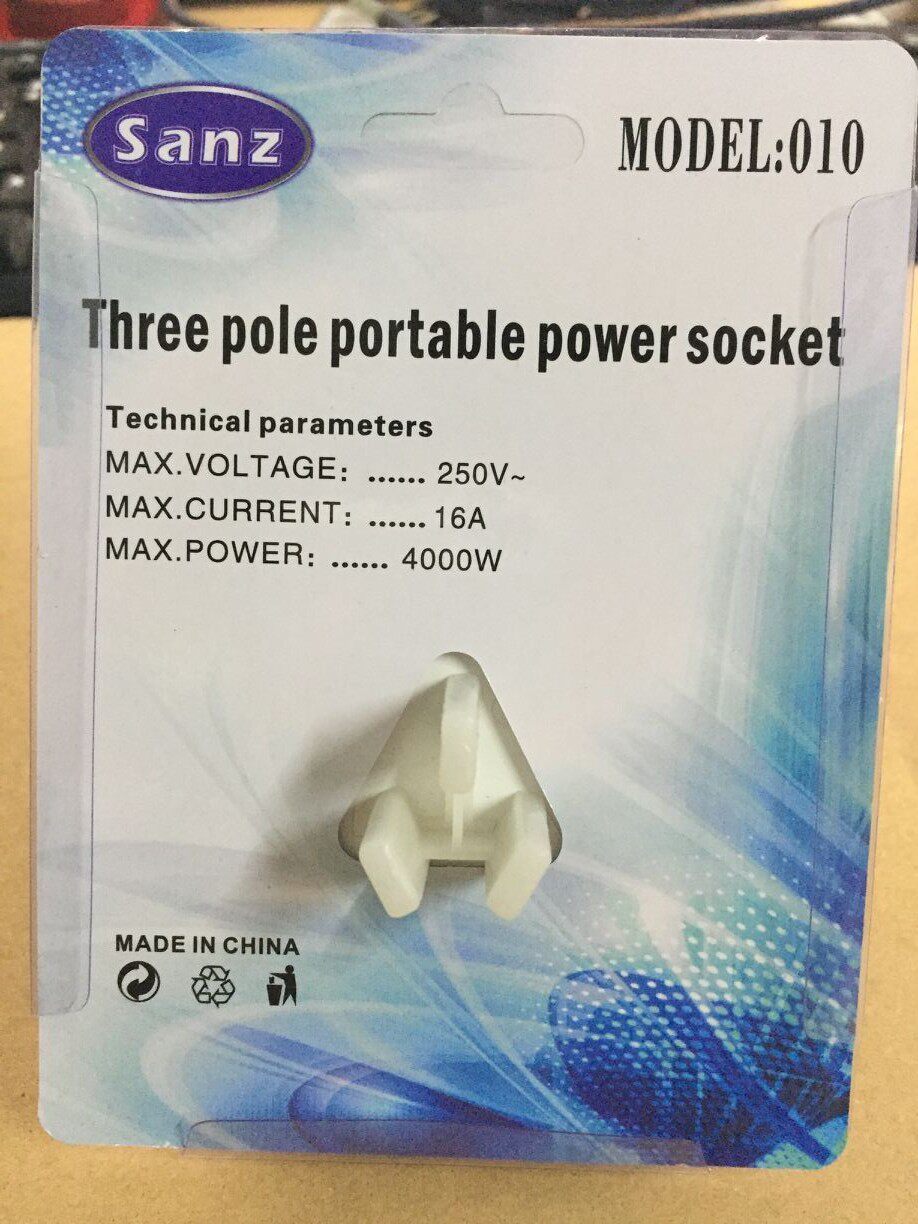 Sanz
MODEL:010
Three pole portable power socket
Technical parameters
MAX.VOLTAGE: ...... 250V~
MAX.CURRENT: ...... 16A
MAX.POWER: ...... 4000W
MADE IN CHINA